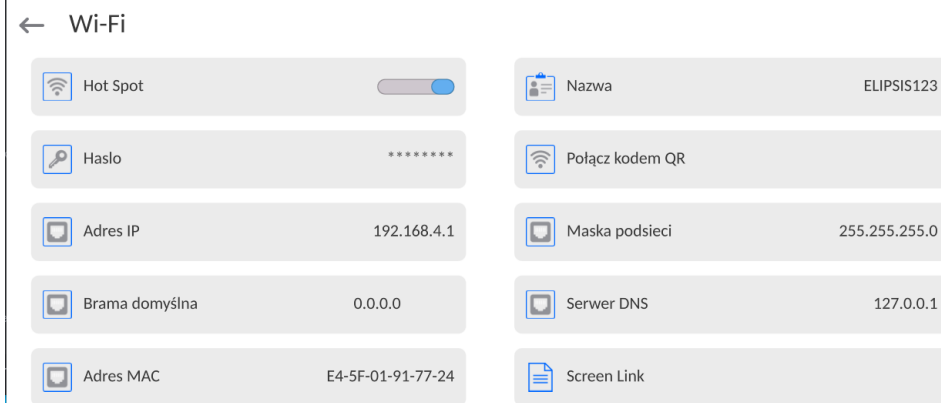 Wi-Fi
Hot Spot
Nazwa ELIPSIS123
Haslo ********
Połącz kodem QR
Adres IP 192.168.4.1
Maska podsieci 255.255.255.0
Brama domyślna 0.0.0.0
Serwer DNS 127.0.0.1
Adres MAC E4-5F-01-91-77-24
Screen Link